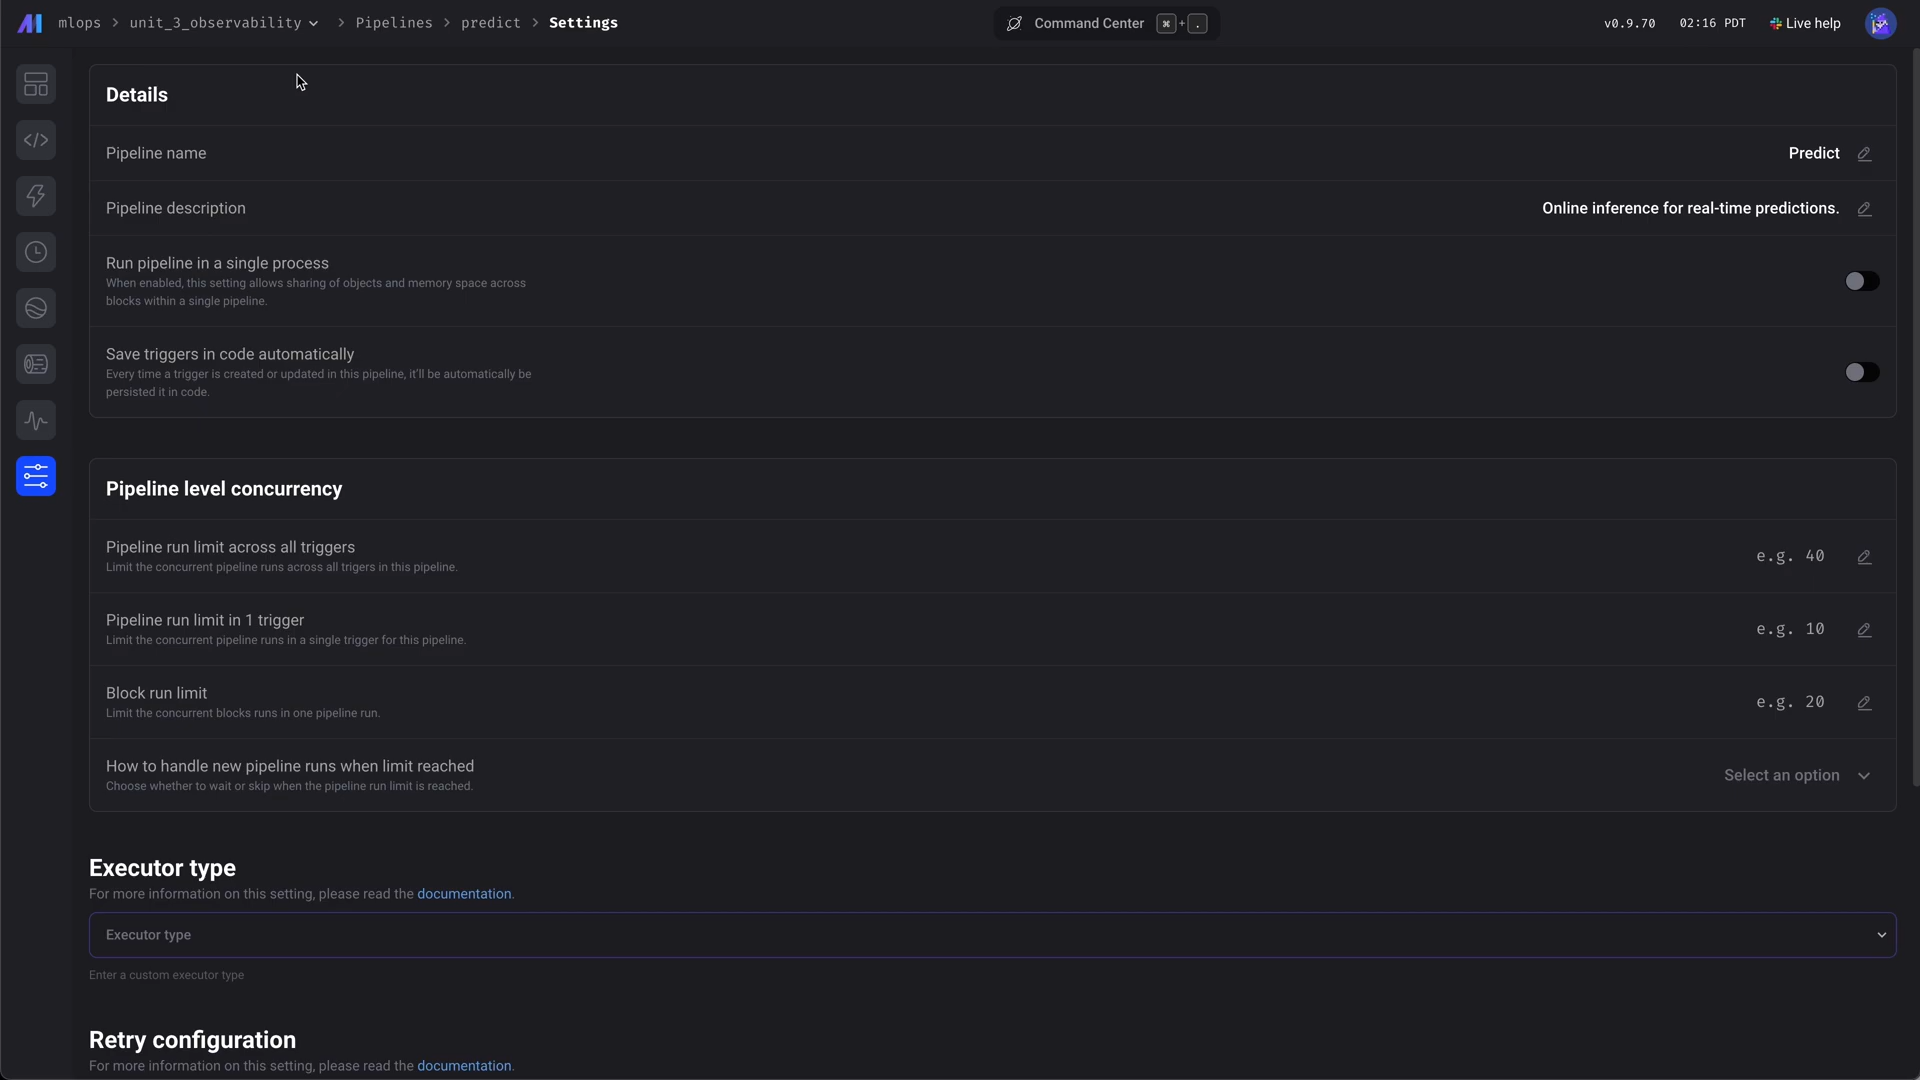 mlops > unit_3_observability > Pipelines > predict > Settings
Command Center ⌘ + .
v0.9.70
02:16 PDT
Live help
Details
Pipeline name
Predict
Pipeline description
Online inference for real-time predictions.
Run pipeline in a single process
When enabled, this setting allows sharing of objects and memory space across
blocks within a single pipeline.
Save triggers in code automatically
Every time a trigger is created or updated in this pipeline, it'll be automatically be
persisted it in code.
Pipeline level concurrency
Pipeline run limit across all triggers
Limit the concurrent pipeline runs across all trigers in this pipeline.
e.g. 40
Pipeline run limit in 1 trigger
Limit the concurrent pipeline runs in a single trigger for this pipeline.
e.g. 10
Block run limit
Limit the concurrent blocks runs in one pipeline run.
e.g. 20
How to handle new pipeline runs when limit reached
Choose whether to wait or skip when the pipeline run limit is reached.
Select an option
Executor type
For more information on this setting, please read the documentation.
Executor type
Enter a custom executor type
Retry configuration
For more information on this setting, please read the documentation.